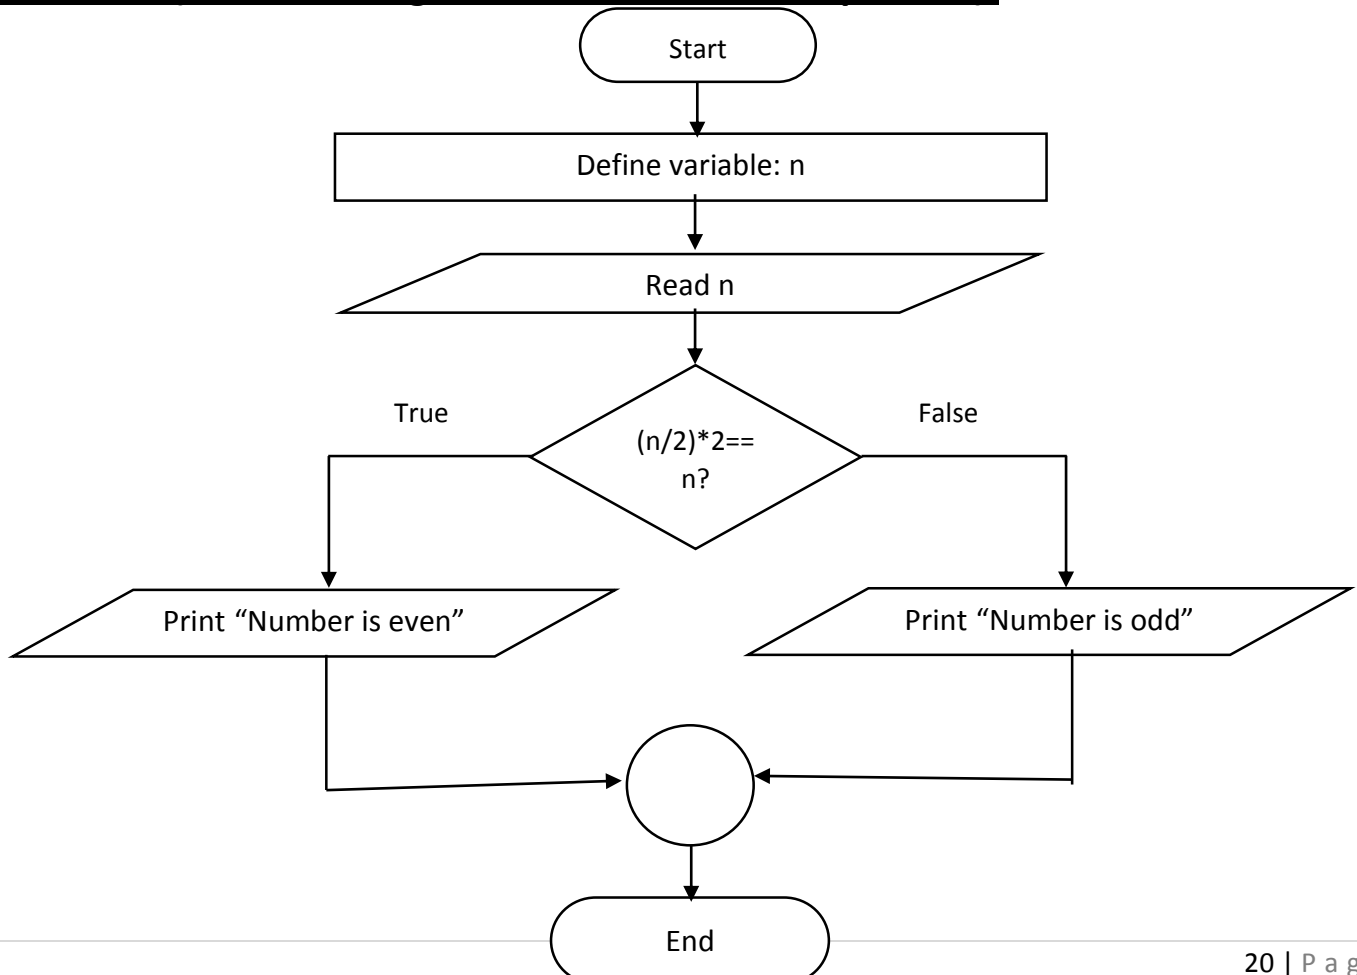 Start
Define variable: n
Read n
True
False
(n/2)*2==
n?
Print “Number is even”
Print “Number is odd”
End
20 | P a g